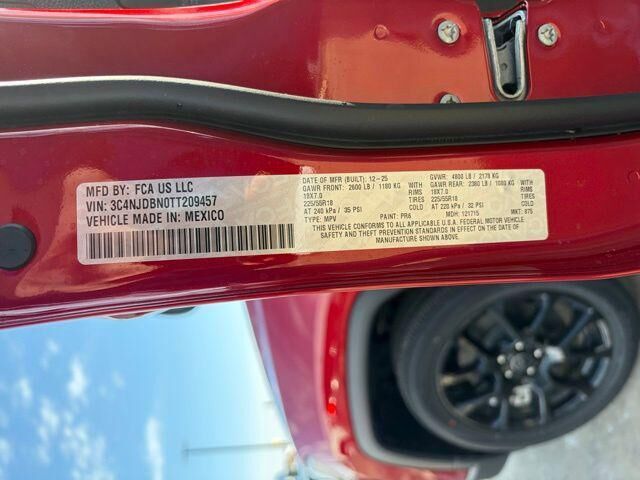 MFD BY: FCA US LLC
VIN: 3C4NJDBN0TT209457
VEHICLE MADE IN: MEXICO
DATE OF MFR (BUILT): 12-25 GVWR: 4800 LB / 2178 KG
GAWR FRONT: 2600 LB / 1180 KG WITH GAWR REAR: 2380 LB / 1080 KG WITH
18X7.0 RIMS 18X7.0 RIMS
225/55R18 TIRES 225/55R18 TIRES
AT 240 kPa / 35 PSI AT 220 kPa / 32 PSI
TYPE: MPV PAINT: PR6 MDH: 121715 MKT: 875
THIS VEHICLE CONFORMS TO ALL APPLICABLE U.S.A. FEDERAL MOTOR VEHICLE
SAFETY AND THEFT PREVENTION STANDARDS IN EFFECT ON THE DATE OF
MANUFACTURE SHOWN ABOVE.